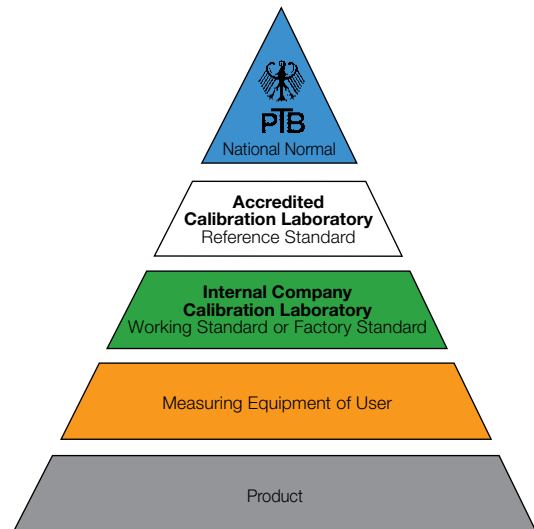 PTB
National Normal
Accredited
Calibration Laboratory
Reference Standard
Internal Company
Calibration Laboratory
Working Standard or Factory Standard
Measuring Equipment of User
Product